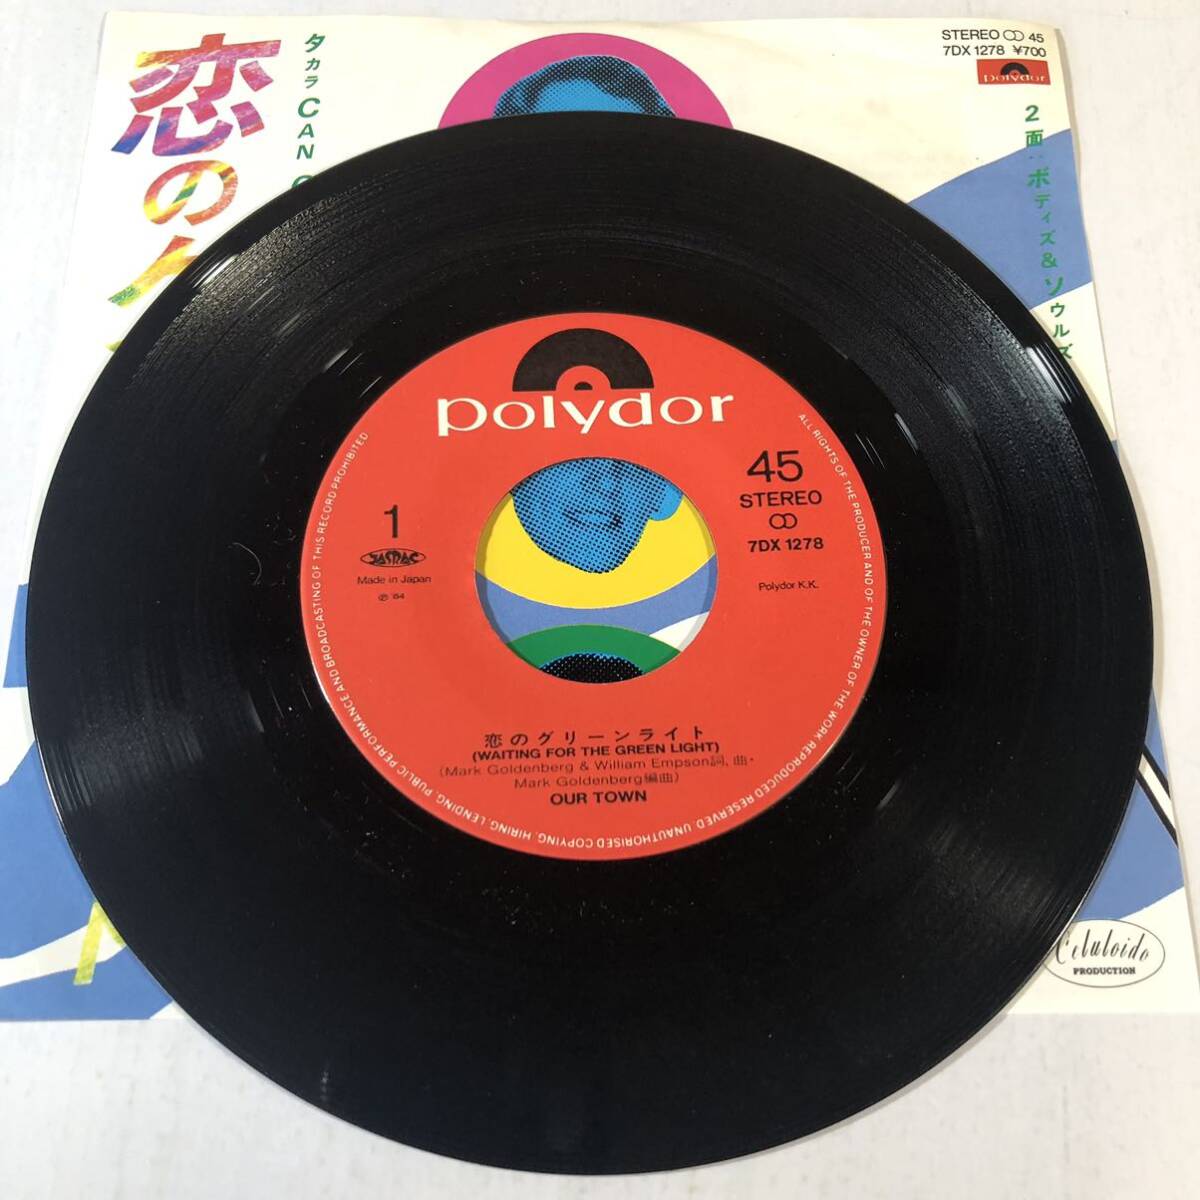 恋のグ
タカラ CAN C
STEREO 45
7DX 1278 ¥700
polydor
2面:ボディズ&ソウルズ
polydor
45
STEREO
7DX 1278
Polydor K.K.
1
JASRAC
Made in Japan
℗ '84
恋のグリーンライト
(WAITING FOR THE GREEN LIGHT)
(Mark Goldenberg & William Empson詞、曲・
Mark Goldenberg編曲)
OUR TOWN
ALL RIGHTS OF THE PRODUCER AND OF THE OWNER OF THE WORK REPRODUCED RESERVED. UNAUTHORISED COPYING, HIRING, LENDING, PUBLIC PERFORMANCE AND BROADCASTING OF THIS RECORD PROHIBITED
Celuloido
PRODUCTION